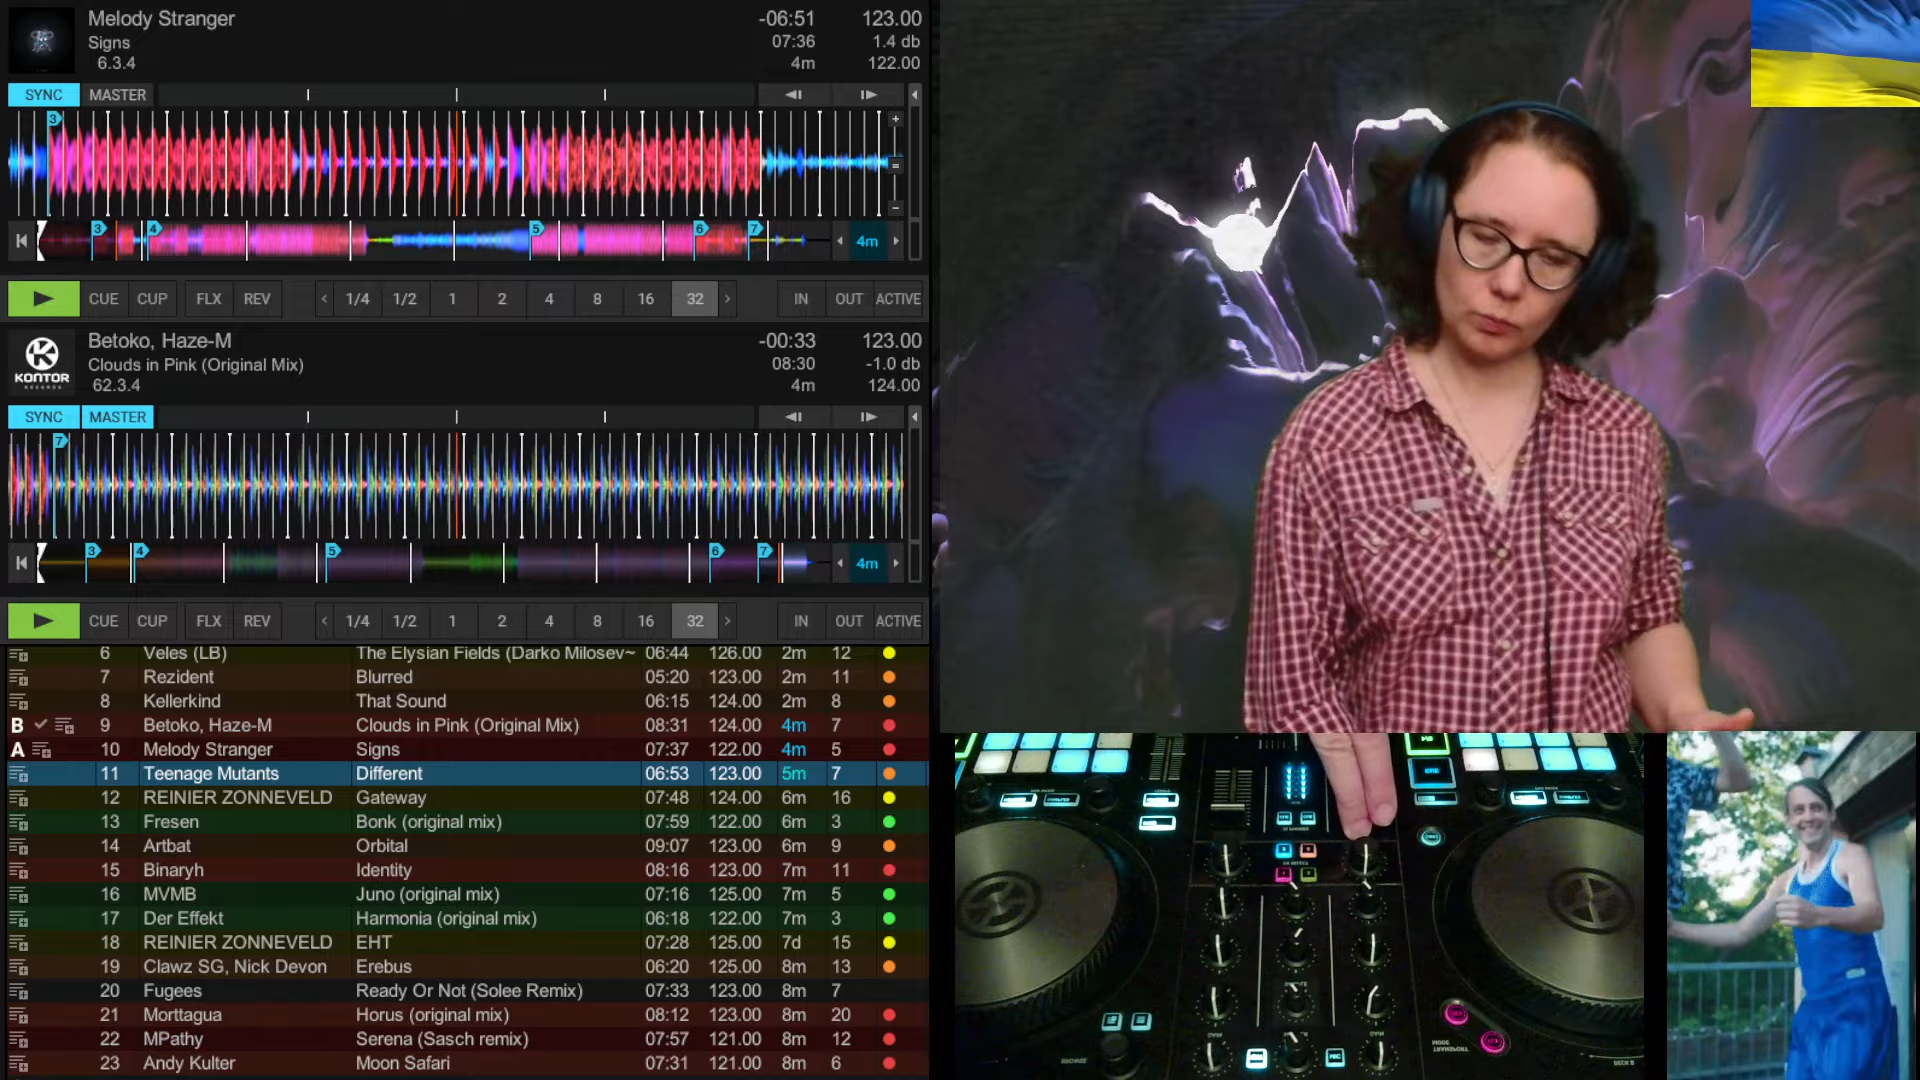 Melody Stranger -06:51 123.00
Signs 07:36 1.4 db
6.3.4 4m 122.00
SYNC MASTER
3
3 4 5 6 7 4m
CUE CUP FLX REV 1/4 1/2 1 2 4 8 16 32 IN OUT ACTIVE
Betoko, Haze-M -00:33 123.00
Clouds in Pink (Original Mix) 08:30 -1.0 db
KONTOR
RECORDS
62.3.4 4m 124.00
SYNC MASTER
7
3 4 5 6 7 4m
CUE CUP FLX REV 1/4 1/2 1 2 4 8 16 32 IN OUT ACTIVE
6 Veles (LB) The Elysian Fields (Darko Milosev~ 06:44 126.00 2m 12
7 Rezident Blurred 05:20 123.00 2m 11
8 Kellerkind That Sound 06:15 124.00 2m 8
B 9 Betoko, Haze-M Clouds in Pink (Original Mix) 08:31 124.00 4m 7
A 10 Melody Stranger Signs 07:37 122.00 4m 5
11 Teenage Mutants Different 06:53 123.00 5m 7
12 REINIER ZONNEVELD Gateway 07:48 124.00 6m 16
13 Fresen Bonk (original mix) 07:59 122.00 6m 3
14 Artbat Orbital 09:07 123.00 6m 9
15 Binaryh Identity 08:16 123.00 7m 11
16 MVMB Juno (original mix) 07:16 125.00 7m 5
17 Der Effekt Harmonia (original mix) 06:18 122.00 7m 3
18 REINIER ZONNEVELD EHT 07:28 125.00 7d 15
19 Clawz SG, Nick Devon Erebus 06:20 125.00 8m 13
20 Fugees Ready Or Not (Solee Remix) 07:33 123.00 8m 7
21 Morttagua Horus (original mix) 08:12 123.00 8m 20
22 MPathy Serena (Sasch remix) 07:57 121.00 8m 12
23 Andy Kulter Moon Safari 07:31 121.00 8m 6